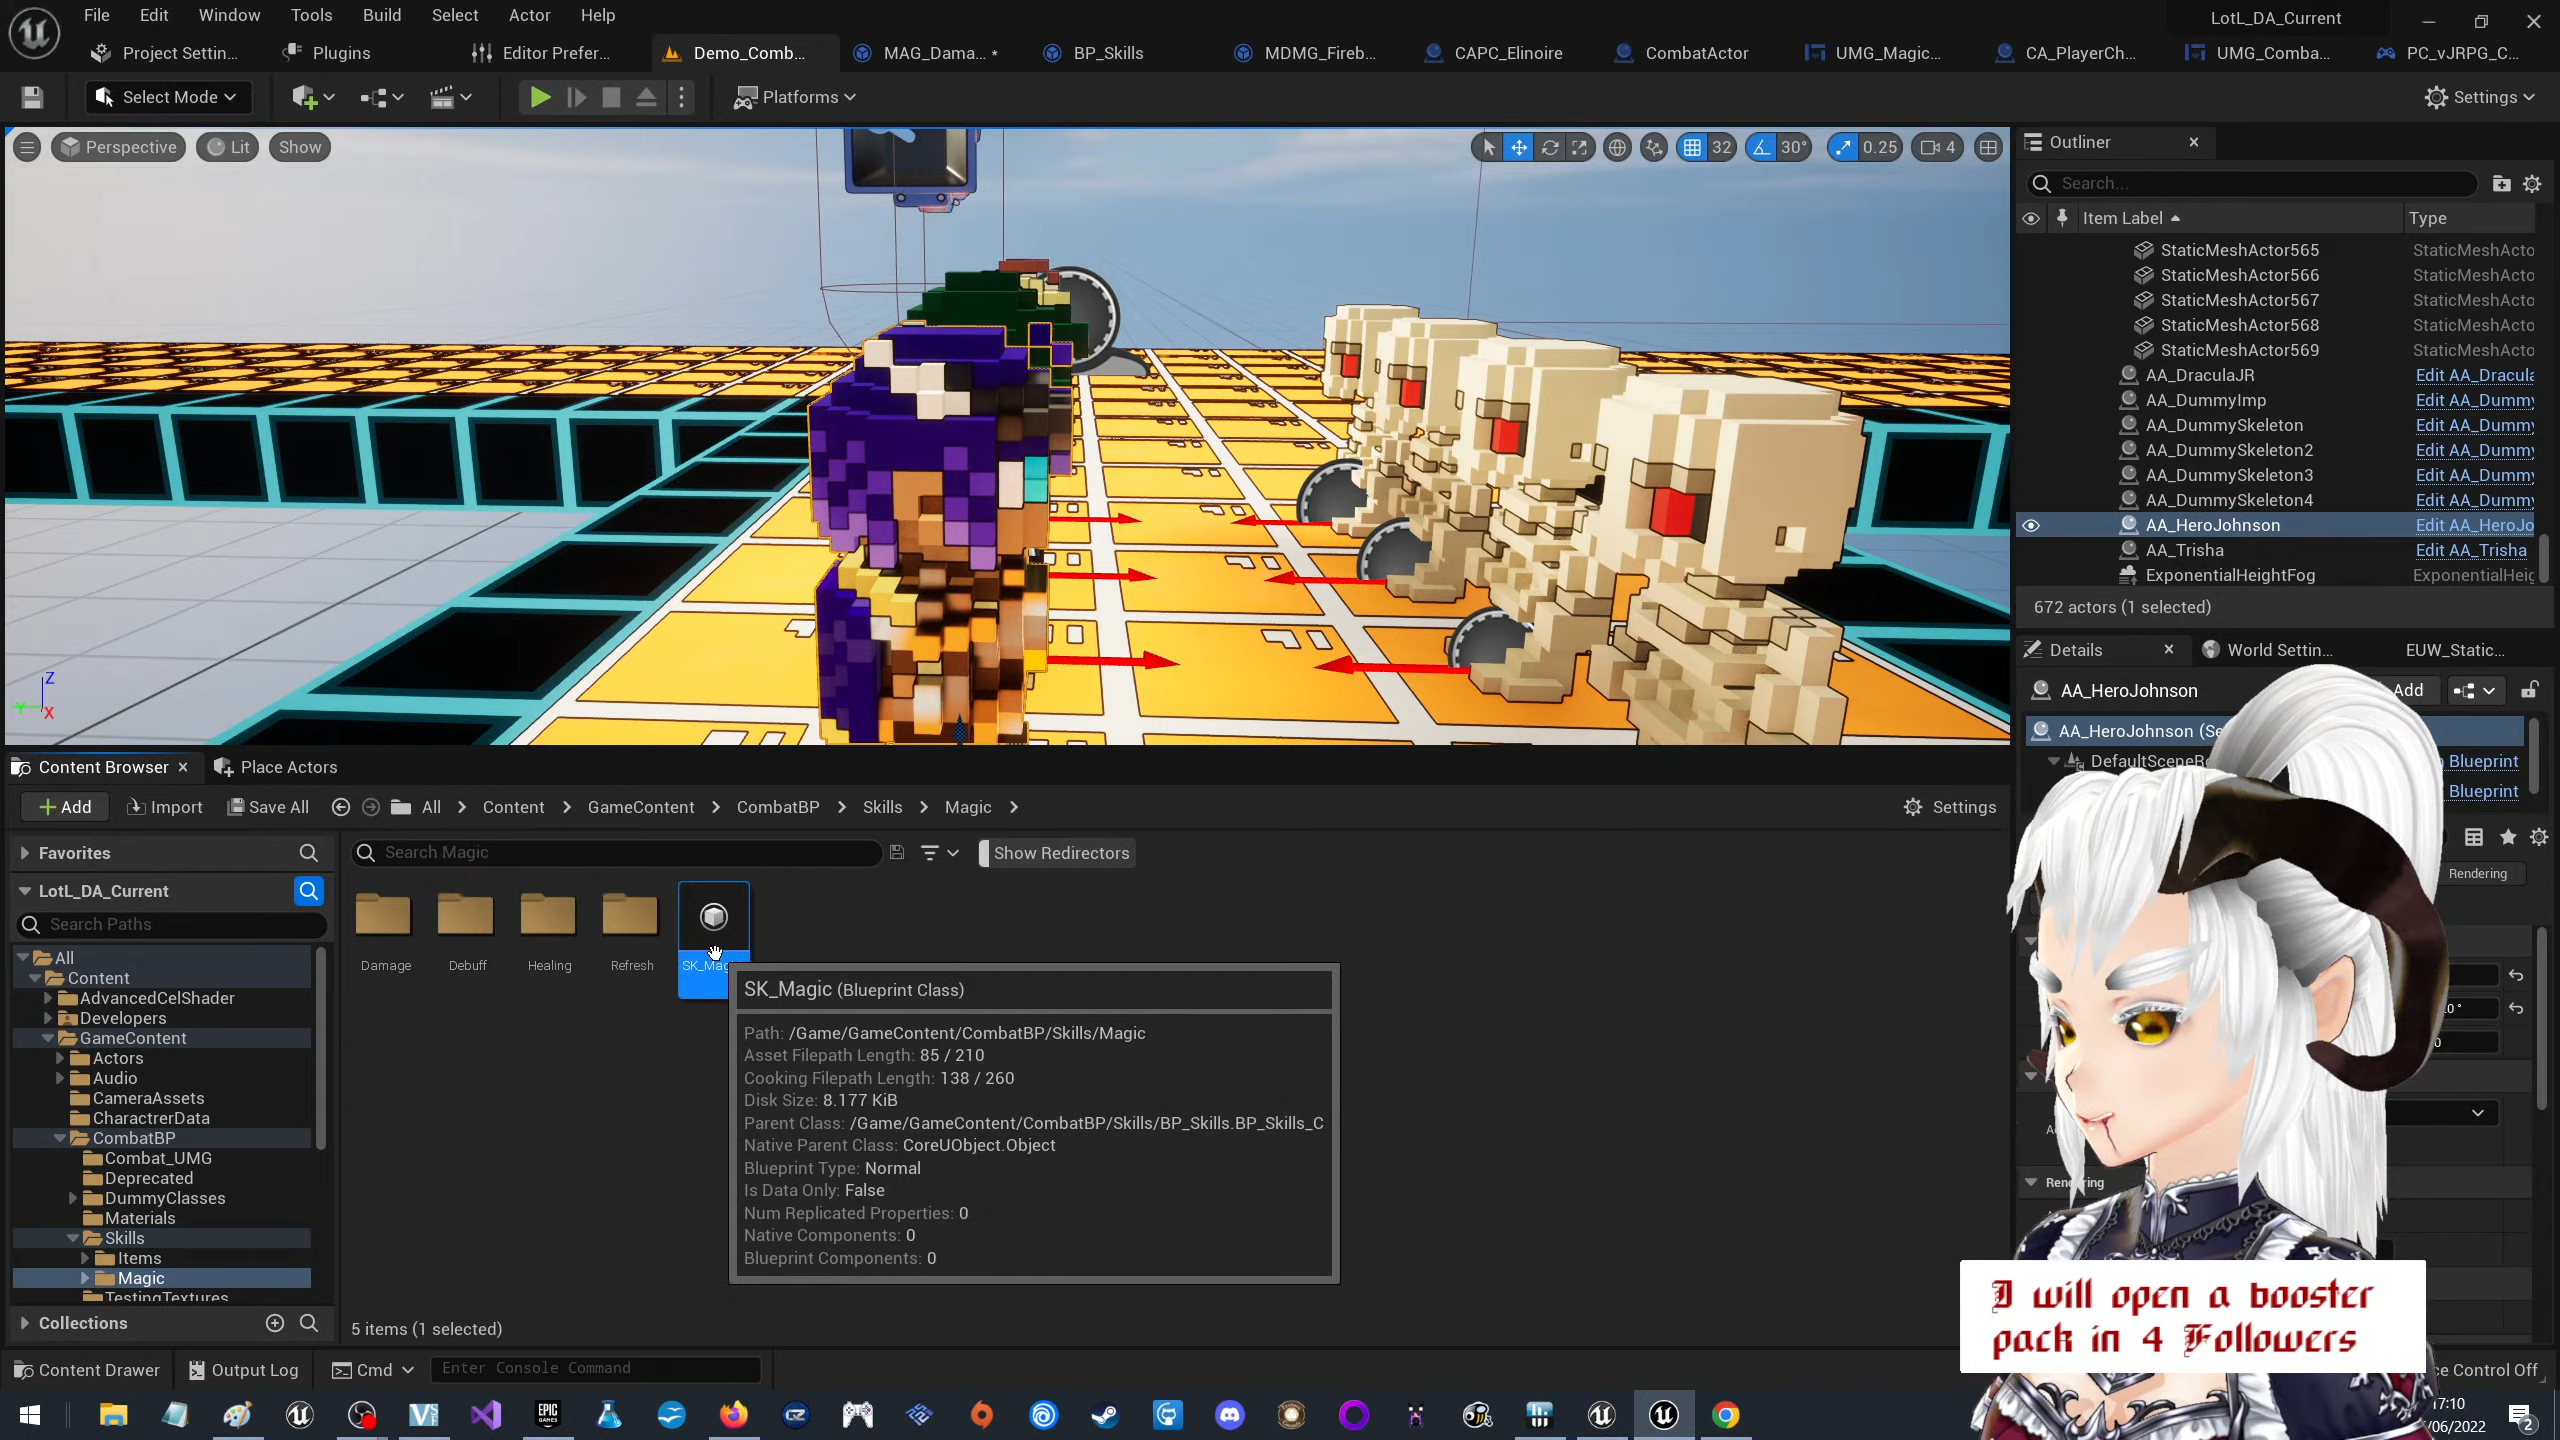 File Edit Window Tools Build Select Actor Help
LotL_DA_Current
Project Settin...
Plugins
Editor Prefer...
Demo_Comb...
MAG_Dama... *
BP_Skills
MDMG_Fireb...
CAPC_Elinoire
CombatActor
UMG_Magic...
CA_PlayerCh...
UMG_Comba...
PC_vJRPG_C...
Select Mode
Platforms
Settings
Perspective
Lit
Show
32
30°
0.25
4
Z
Y
X
Outliner
Search...
Item Label
Type
StaticMeshActor565 StaticMeshActo
StaticMeshActor566 StaticMeshActo
StaticMeshActor567 StaticMeshActo
StaticMeshActor568 StaticMeshActo
StaticMeshActor569 StaticMeshActo
AA_DraculaJR Edit AA_Dracula
AA_DummyImp Edit AA_Dummy
AA_DummySkeleton Edit AA_Dummy
AA_DummySkeleton2 Edit AA_Dummy
AA_DummySkeleton3 Edit AA_Dummy
AA_DummySkeleton4 Edit AA_Dummy
AA_HeroJohnson Edit AA_HeroJo
AA_Trisha Edit AA_Trisha
ExponentialHeightFog ExponentialHeig
672 actors (1 selected)
Details
World Settin...
EUW_Static...
AA_HeroJohnson
Add
AA_HeroJohnson (Se
DefaultSceneR
Blueprint
Blueprint
Rendering
Rendering
Content Browser
Place Actors
Add
Import
Save All
All
Content
GameContent
CombatBP
Skills
Magic
Settings
Favorites
LotL_DA_Current
Search Paths
All
Content
AdvancedCelShader
Developers
GameContent
Actors
Audio
CameraAssets
CharactrerData
CombatBP
Combat_UMG
Deprecated
DummyClasses
Materials
Skills
Items
Magic
TestingTextures
Collections
Search Magic
Show Redirectors
Damage
Debuff
Healing
Refresh
SK_Mag
SK_Magic (Blueprint Class)
Path: /Game/GameContent/CombatBP/Skills/Magic
Asset Filepath Length: 85 / 210
Cooking Filepath Length: 138 / 260
Disk Size: 8.177 KiB
Parent Class: /Game/GameContent/CombatBP/Skills/BP_Skills.BP_Skills_C
Native Parent Class: CoreUObject.Object
Blueprint Type: Normal
Is Data Only: False
Num Replicated Properties: 0
Native Components: 0
Blueprint Components: 0
5 items (1 selected)
I will open a booster
pack in 4 Followers
Content Drawer
Output Log
Cmd
Enter Console Command
ce Control Off
17:10
/06/2022
2